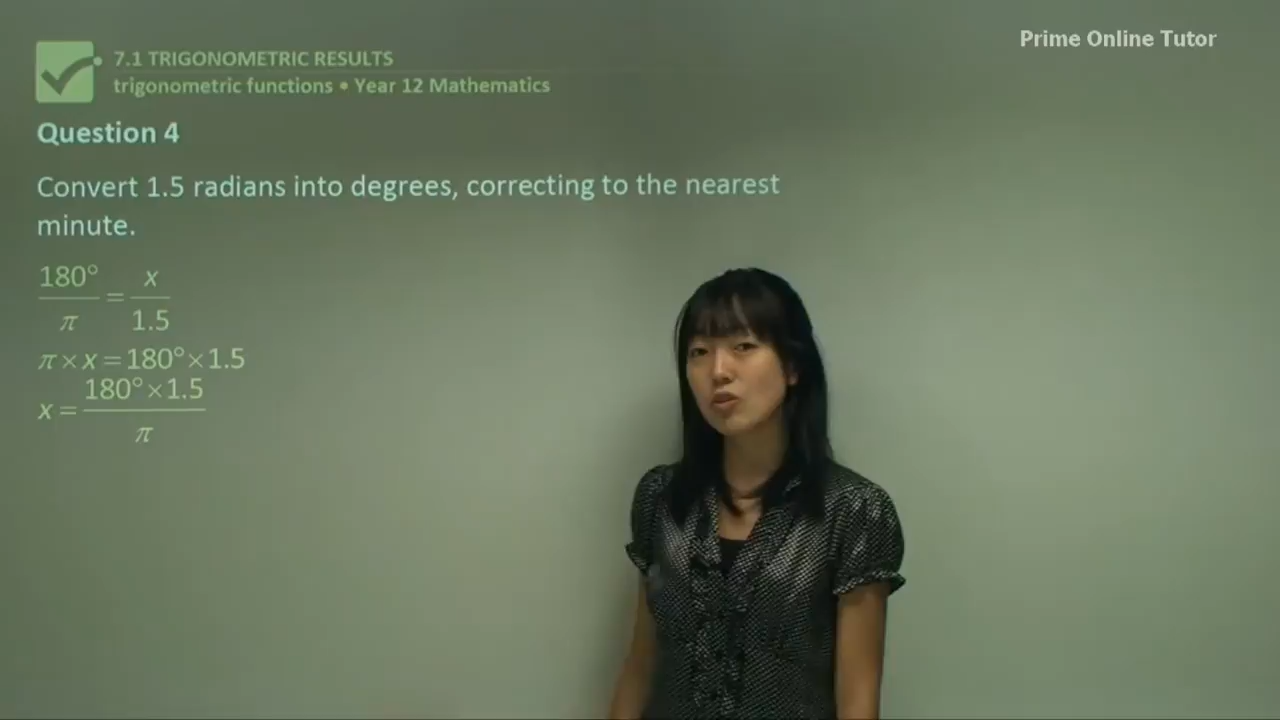 Prime Online Tutor
7.1 TRIGONOMETRIC RESULTS
trigonometric functions • Year 12 Mathematics
Question 4
Convert 1.5 radians into degrees, correcting to the nearest
minute.
180° / π = x / 1.5
π × x = 180° × 1.5
x = 180° × 1.5 / π